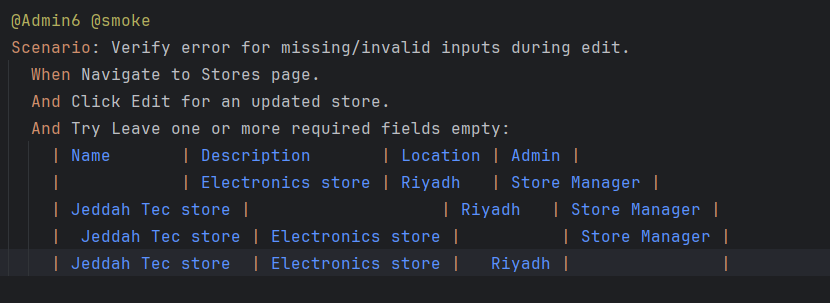 @Admin6 @smoke
Scenario: Verify error for missing/invalid inputs during edit.
When Navigate to Stores page.
And Click Edit for an updated store.
And Try Leave one or more required fields empty:
| Name | Description | Location | Admin |
| | Electronics store | Riyadh | Store Manager |
| Jeddah Tec store | | Riyadh | Store Manager |
| Jeddah Tec store | Electronics store | | Store Manager |
| Jeddah Tec store | Electronics store | Riyadh | |